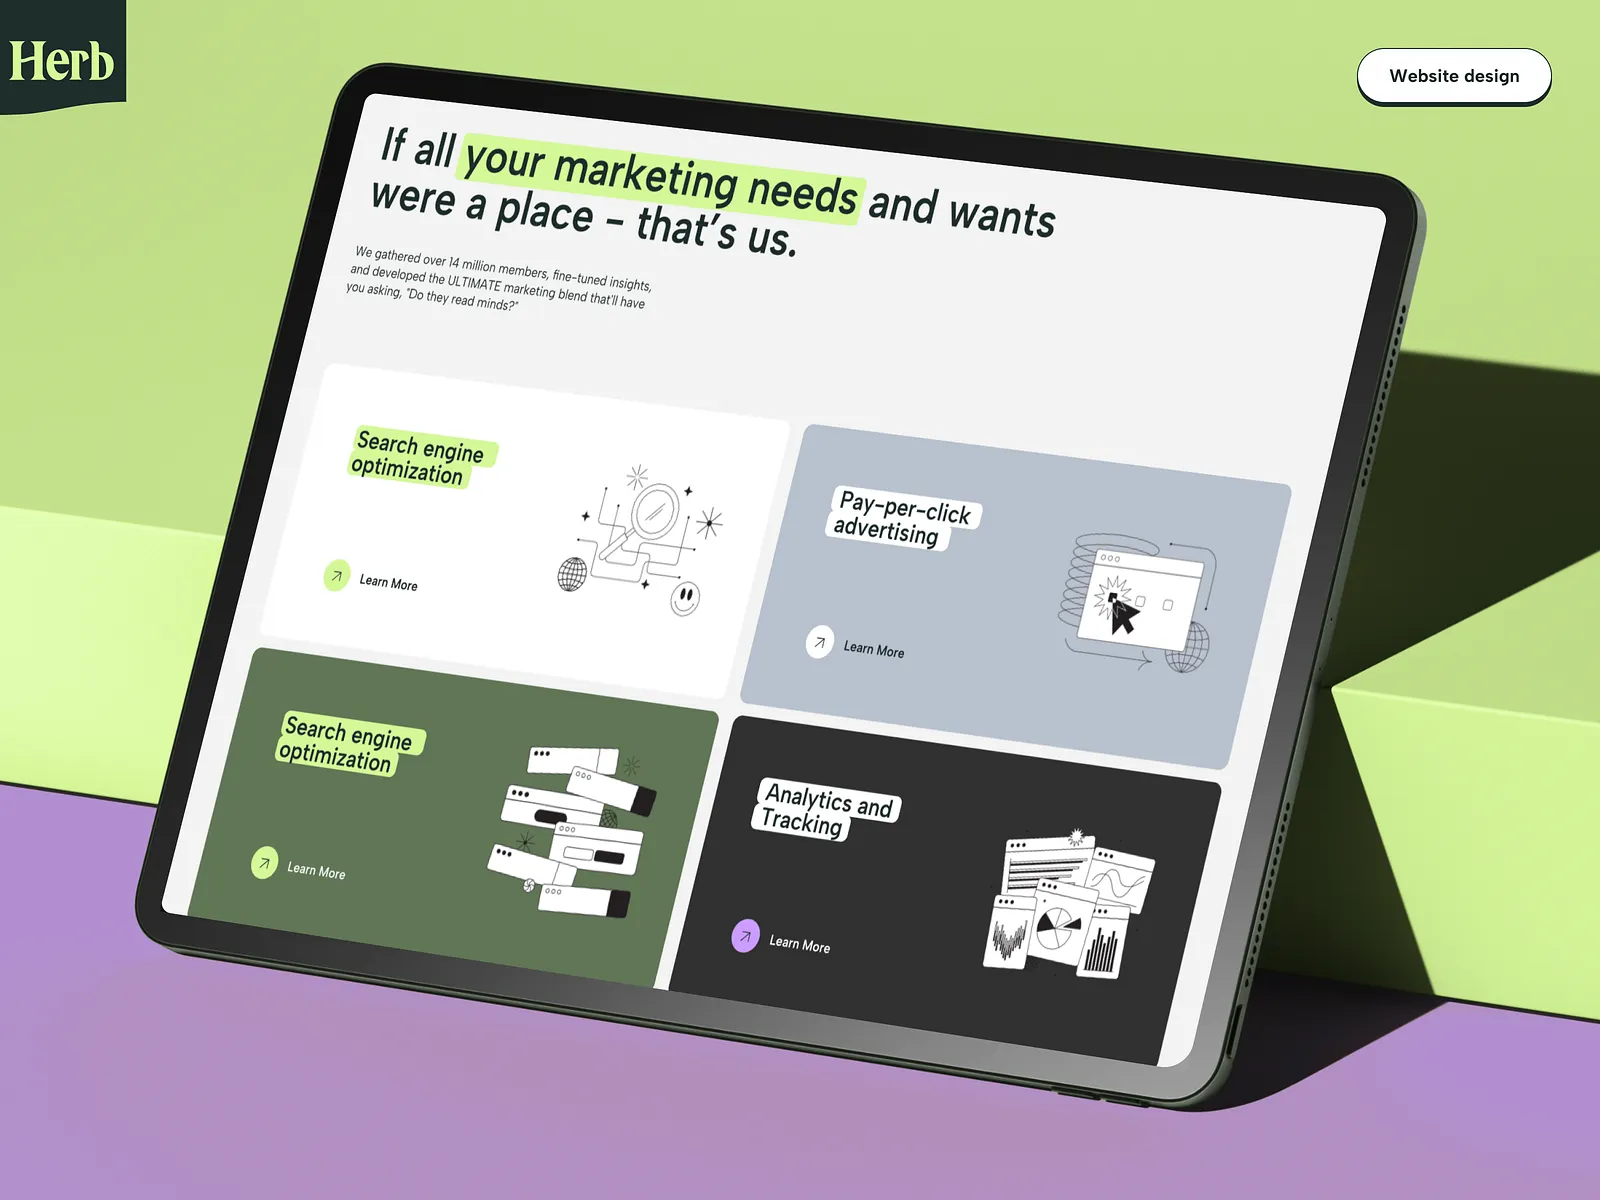 Herb
Website design
If all your marketing needs and wants
were a place – that's us.
We gathered over 14 million members, fine-tuned insights,
and developed the ULTIMATE marketing blend that'll have
you asking, "Do they read minds?"
Search engine
optimization
Learn More
Pay-per-click
advertising
Learn More
Search engine
optimization
Learn More
Analytics and
Tracking
Learn More